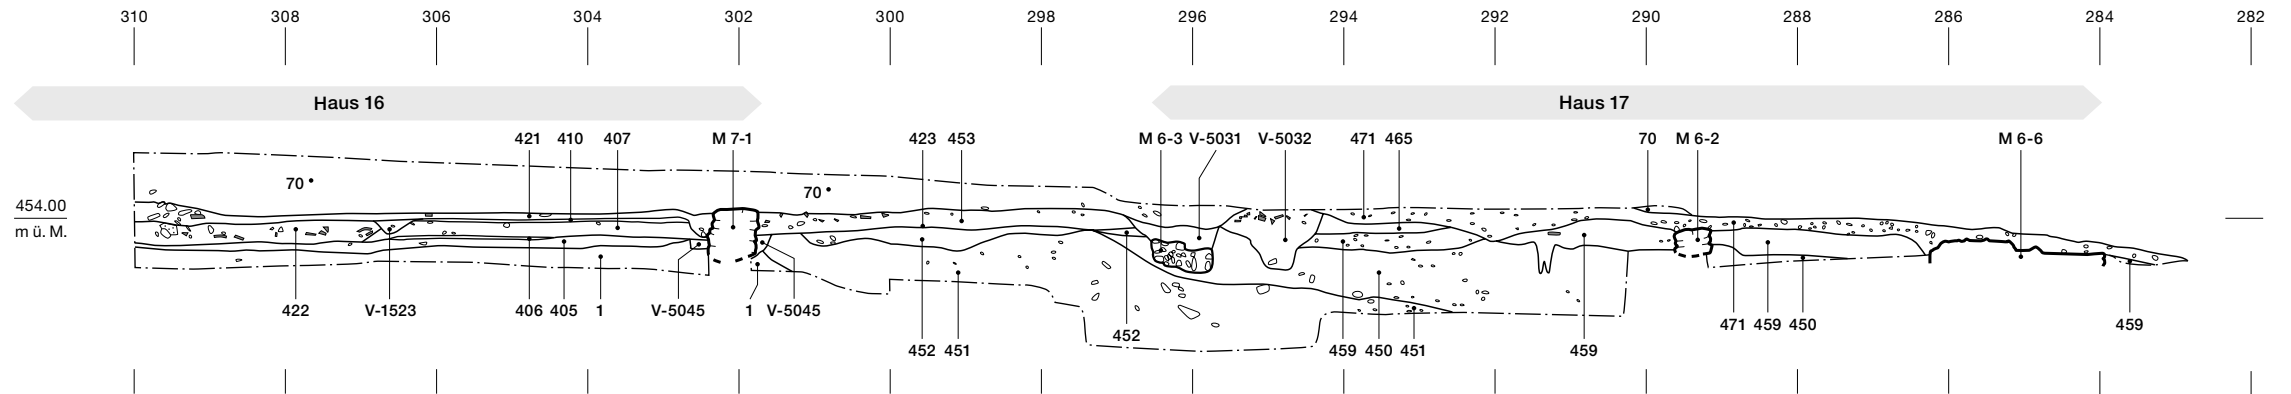 310 308 306 304 302 300 298 296 294 292 290 288 286 284 282
Haus 16 Haus 17
421 410 407 M 7-1 423 453 M 6-3 V-5031 V-5032 471 465 70 M 6-2 M 6-6
70 70
454.00
m ü. M.
422 V-1523 406 405 1 V-5045 1 V-5045
471 459 450 459
452
452 451 459 450 451 459